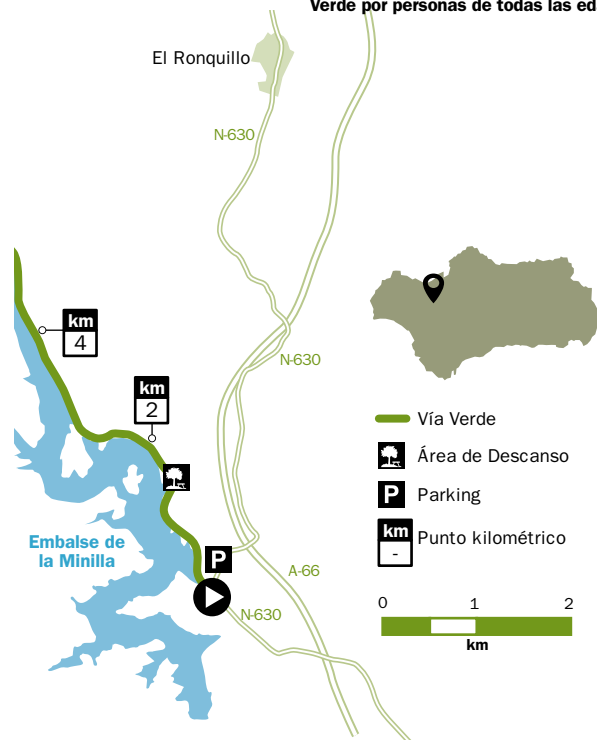 Verde por personas de todas las ed
El Ronquillo
N-630
km
4
N-630
km
2
Vía Verde
Área de Descanso
P
Parking
km
-
Punto kilométrico
Embalse de
la Minilla
P
A-66
N-630
0 1 2
km